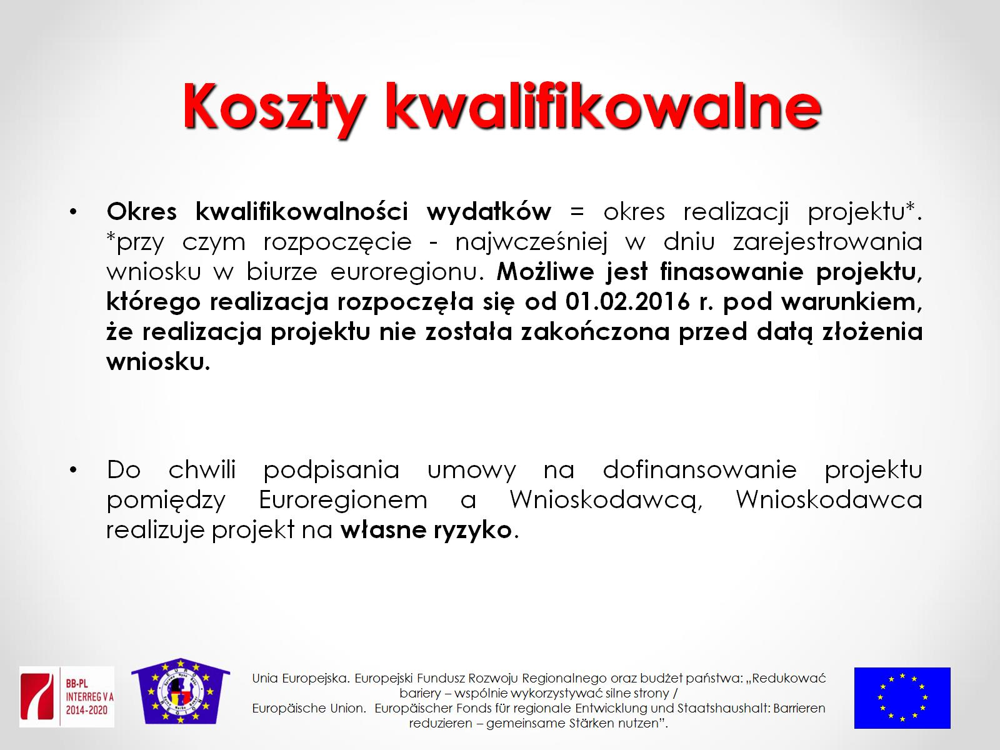 Koszty kwalifikowalne
• Okres kwalifikowalności wydatków = okres realizacji projektu*.
*przy czym rozpoczęcie - najwcześniej w dniu zarejestrowania
wniosku w biurze euroregionu. Możliwe jest finasowanie projektu,
którego realizacja rozpoczęła się od 01.02.2016 r. pod warunkiem,
że realizacja projektu nie została zakończona przed datą złożenia
wniosku.
• Do chwili podpisania umowy na dofinansowanie projektu
pomiędzy Euroregionem a Wnioskodawcą, Wnioskodawca
realizuje projekt na własne ryzyko.
BB-PL
INTERREG V A
2014-2020
EURO
REGION
Unia Europejska. Europejski Fundusz Rozwoju Regionalnego oraz budżet państwa: „Redukować
bariery – wspólnie wykorzystywać silne strony /
Europäische Union. Europäischer Fonds für regionale Entwicklung und Staatshaushalt: Barrieren
reduzieren – gemeinsame Stärken nutzen”.